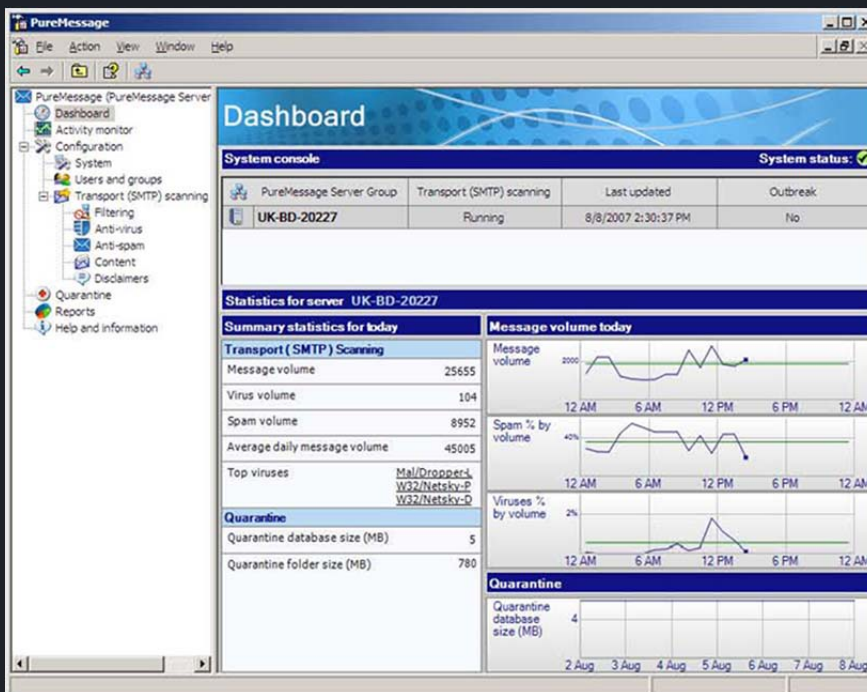 PureMessage
File Action View Window Help
PureMessage (PureMessage Server
Dashboard
Activity monitor
Configuration
System
Users and groups
Transport (SMTP) scanning
Filtering
Anti-virus
Anti-spam
Content
Disclaimers
Quarantine
Reports
Help and information
Dashboard
System console System status:
PureMessage Server Group Transport (SMTP) scanning Last updated Outbreak
UK-BD-20227 Running 8/8/2007 2:30:37 PM No
Statistics for server UK-BD-20227
Summary statistics for today
Transport ( SMTP ) Scanning
Message volume 25655
Virus volume 104
Spam volume 8952
Average daily message volume 45005
Top viruses Mal/Dropper-L
W32/Netsky-P
W32/Netsky-D
Quarantine
Quarantine database size (MB) 5
Quarantine folder size (MB) 780
Message volume today
Message
volume 2000
12 AM 6 AM 12 PM 6 PM 12 AM
Spam % by
volume 40%
12 AM 6 AM 12 PM 6 PM 12 AM
Viruses %
by volume 2%
12 AM 6 AM 12 PM 6 PM 12 AM
Quarantine
Quarantine
database 4
size (MB)
2 Aug 3 Aug 4 Aug 5 Aug 6 Aug 7 Aug 8 Aug